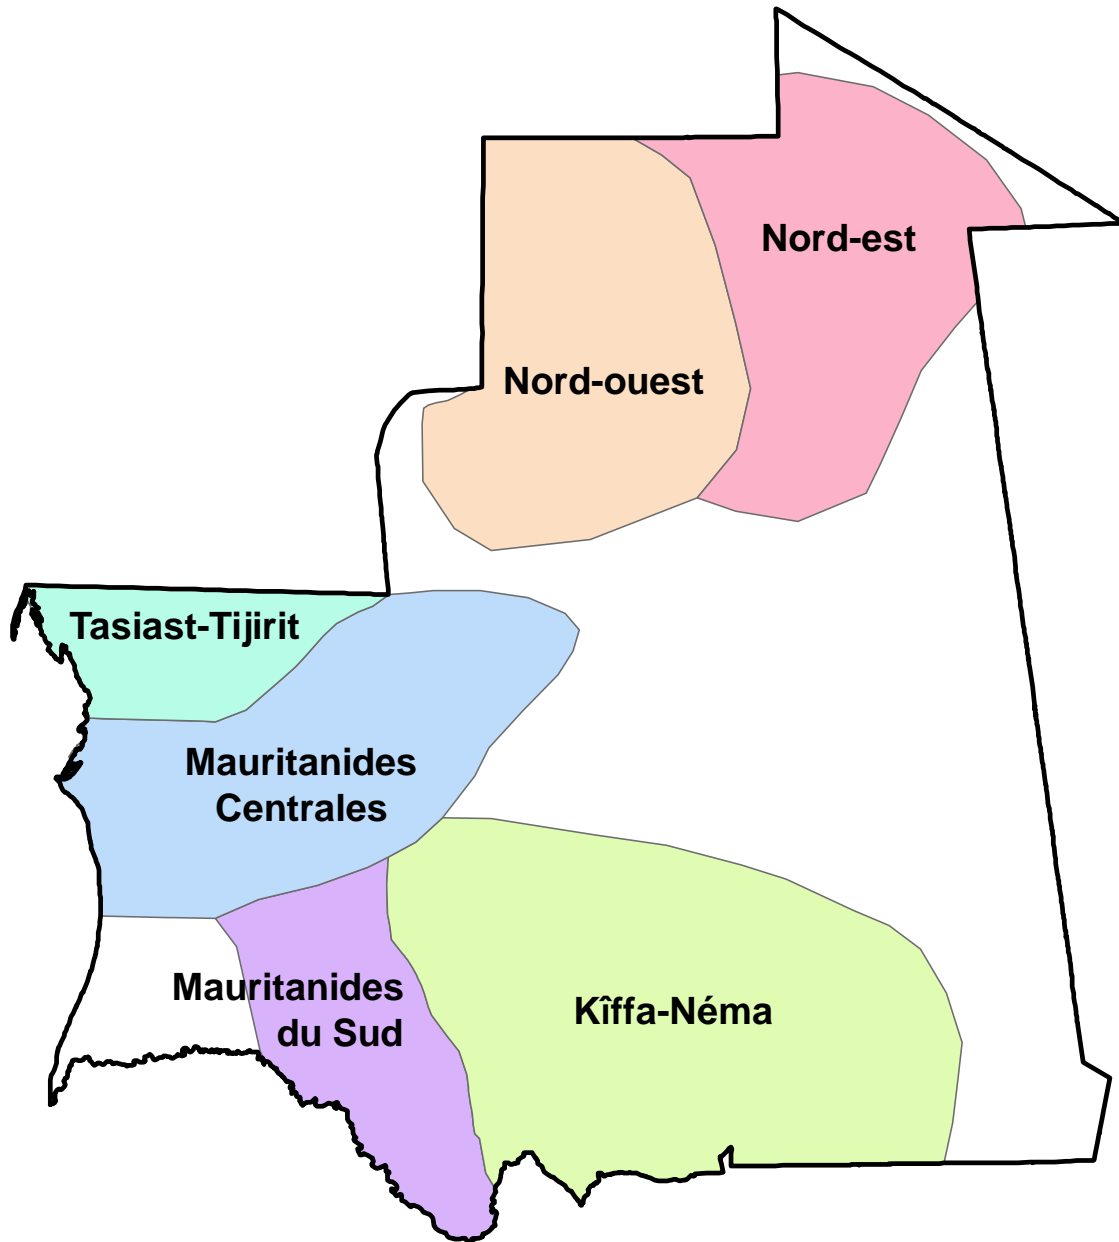 Nord-est
Nord-ouest
Tasiast-Tijirit
Mauritanides
Centrales
Mauritanides
du Sud
Kîffa-Néma